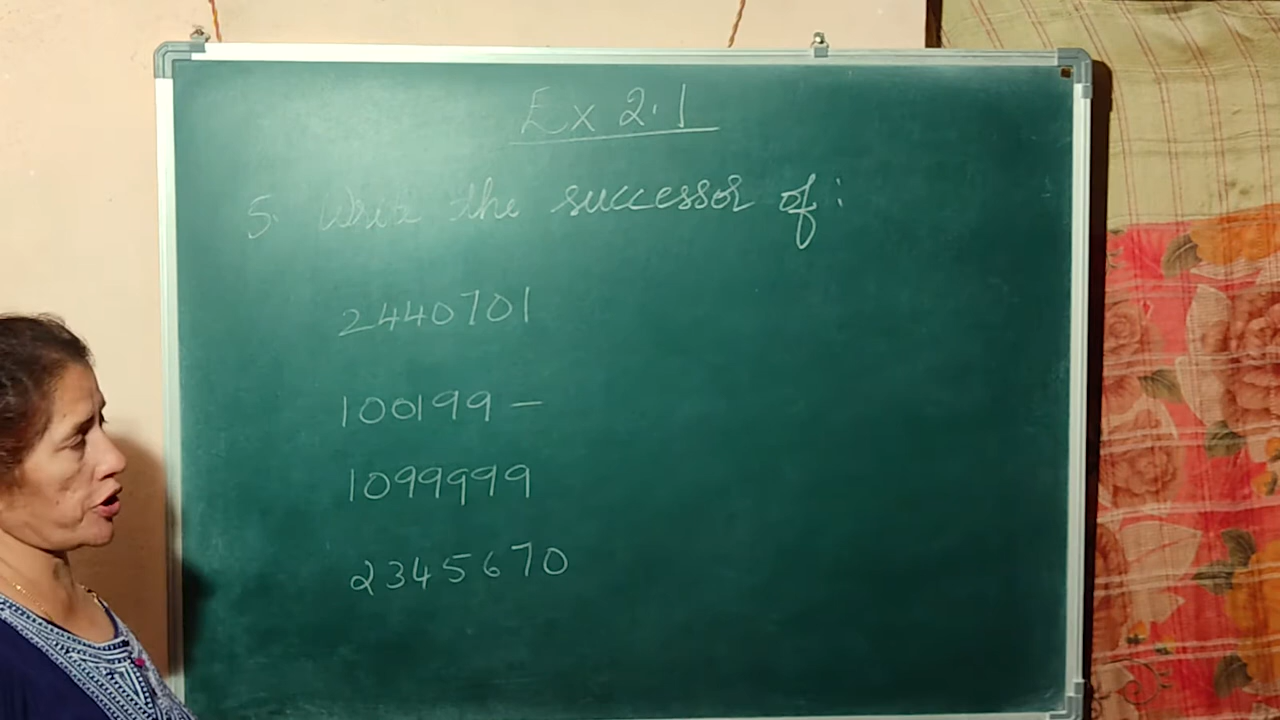 Ex 2.1
5. Write the successor of:
2440701
100199 –
1099999
2345670